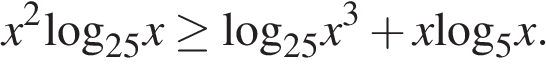 x²log₂₅x ≥ log₂₅x³ + xlog₅x.